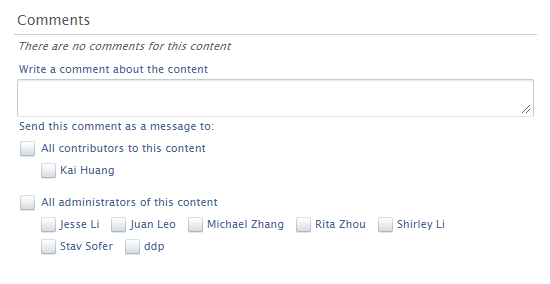 Comments
There are no comments for this content
Write a comment about the content
Send this comment as a message to:
All contributors to this content
Kai Huang
All administrators of this content
Jesse Li Juan Leo Michael Zhang Rita Zhou Shirley Li
Stav Sofer ddp